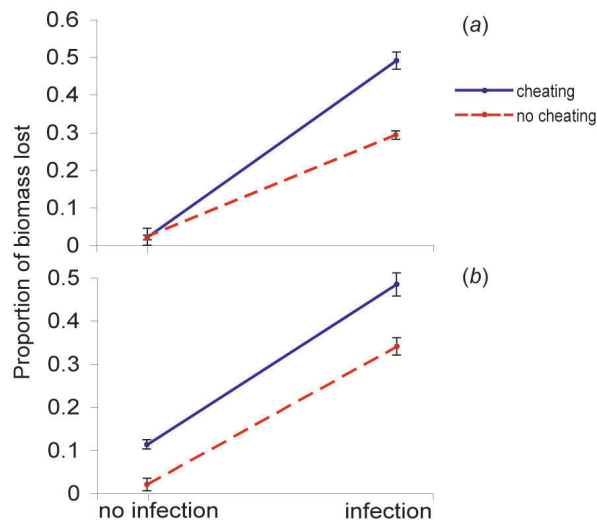 0.6
(a)
0.5
cheating
0.4
no cheating
0.3
0.2
0.1
0
Proportion of biomass lost
0.5
(b)
0.4
0.3
0.2
0.1
0
no infection
infection